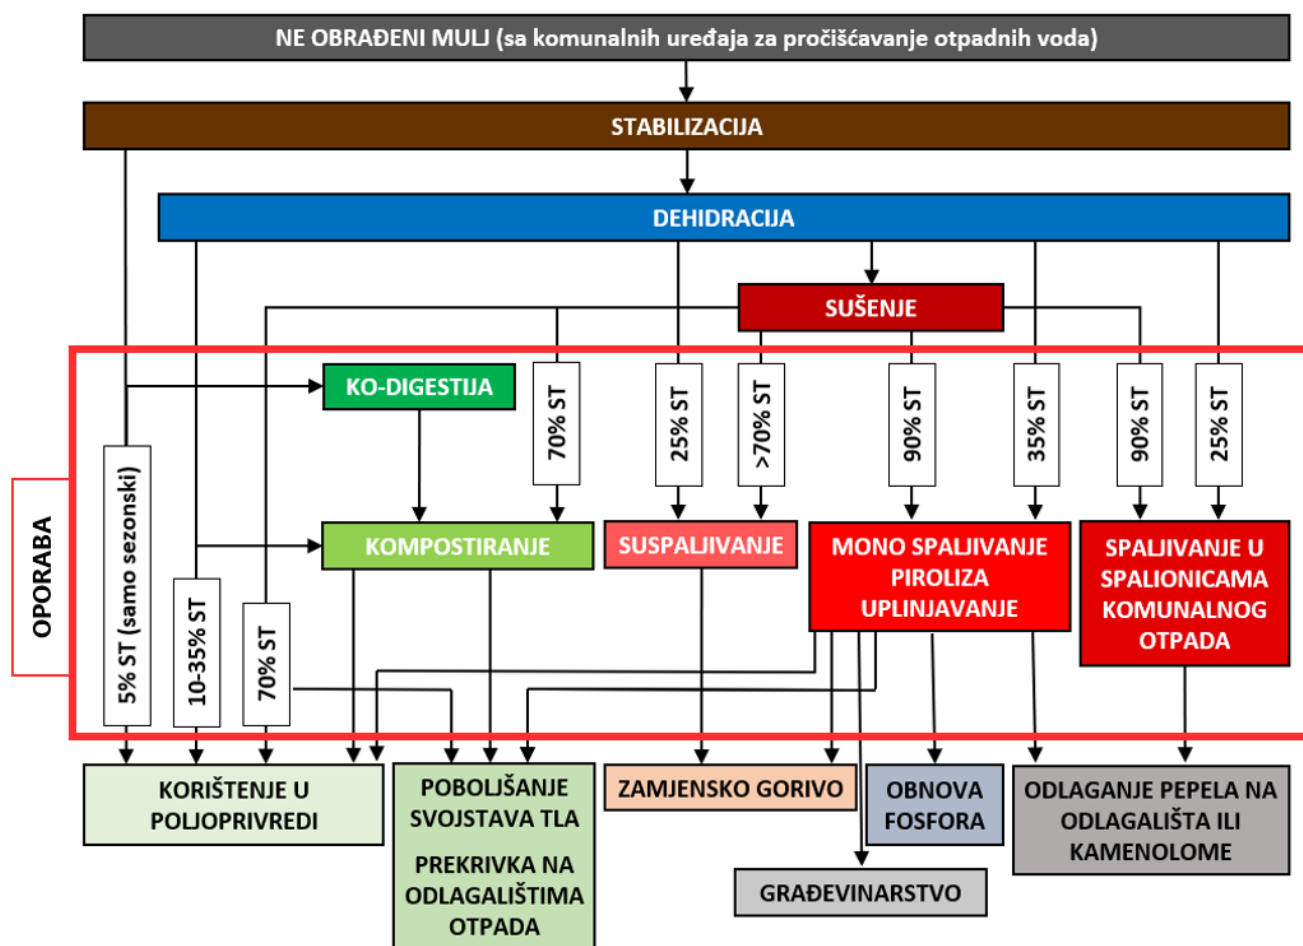 NE OBRAĐENI MULJ (sa komunalnih uređaja za pročišćavanje otpadnih voda)
STABILIZACIJA
DEHIDRACIJA
SUŠENJE
OPORABA
KO-DIGESTIJA
5% ST (samo sezonski)
10-35% ST
70% ST
70% ST
25% ST
>70% ST
90% ST
35% ST
90% ST
25% ST
KOMPOSTIRANJE
SUSPALJIVANJE
MONO SPALJIVANJE
PIROLIZA
UPLINJAVANJE
SPALJIVANJE U
SPALIONICAMA
KOMUNALNOG
OTPADA
KORIŠTENJE U
POLJOPRIVREDI
POBOLJŠANJE
SVOJSTAVA TLA
PREKRIVKA NA
ODLAGALIŠTIMA
OTPADA
ZAMJENSKO GORIVO
GRAĐEVINARSTVO
OBNOVA
FOSFORA
ODLAGANJE PEPELA NA
ODLAGALIŠTA ILI
KAMENOLOME